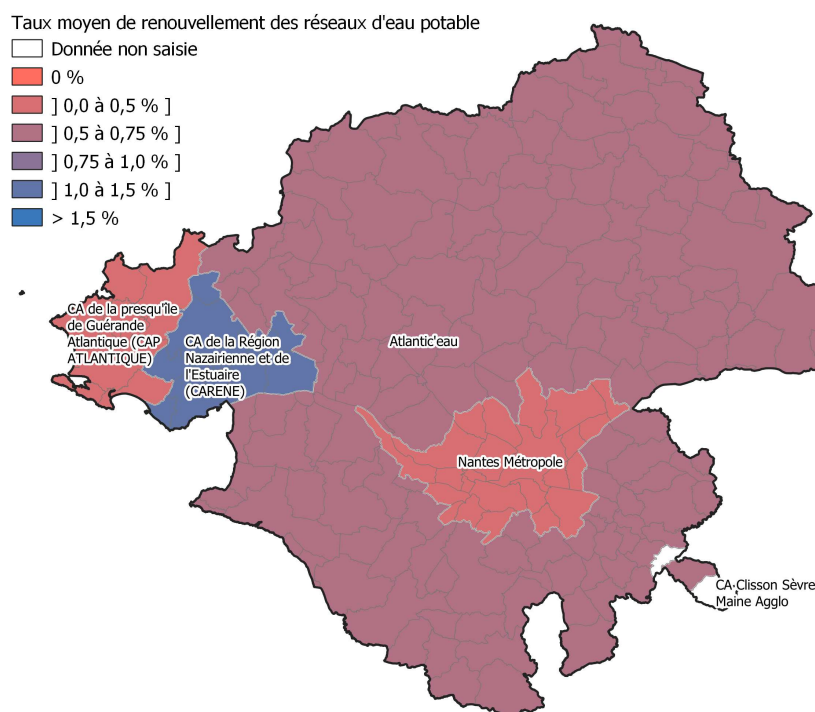 Taux moyen de renouvellement des réseaux d'eau potable
Donnée non saisie
0 %
] 0,0 à 0,5 % ]
] 0,5 à 0,75 % ]
] 0,75 à 1,0 % ]
] 1,0 à 1,5 % ]
> 1,5 %
CA de la presqu'île
de Guérande
Atlantique (CAP
ATLANTIQUE)
CA de la Région
Nazairienne et de
l'Estuaire
(CARENE)
Atlantic'eau
Nantes Métropole
CA Clisson Sèvre
Maine Agglo